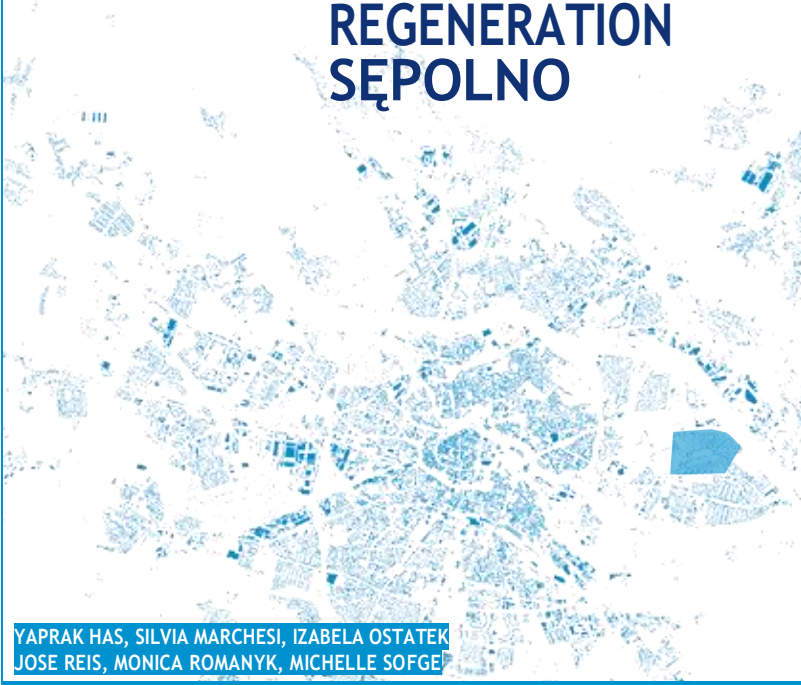 REGENERATION
SĘPOLNO
YAPRAK HAS, SILVIA MARCHESI, IZABELA OSTATEK
JOSE REIS, MONICA ROMANYK, MICHELLE SOFGE